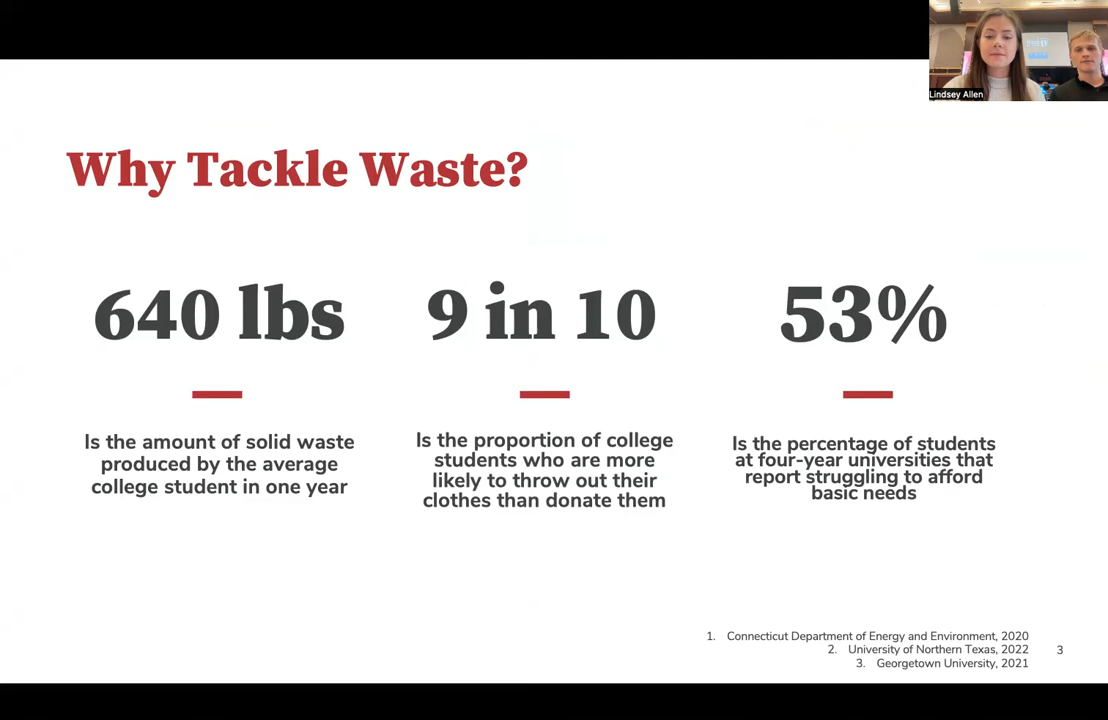 Lindsey Allen
Why Tackle Waste?
640 lbs
Is the amount of solid waste
produced by the average
college student in one year
9 in 10
Is the proportion of college
students who are more
likely to throw out their
clothes than donate them
53%
Is the percentage of students
at four-year universities that
report struggling to afford
basic needs
1. Connecticut Department of Energy and Environment, 2020
2. University of Northern Texas, 2022
3. Georgetown University, 2021
3